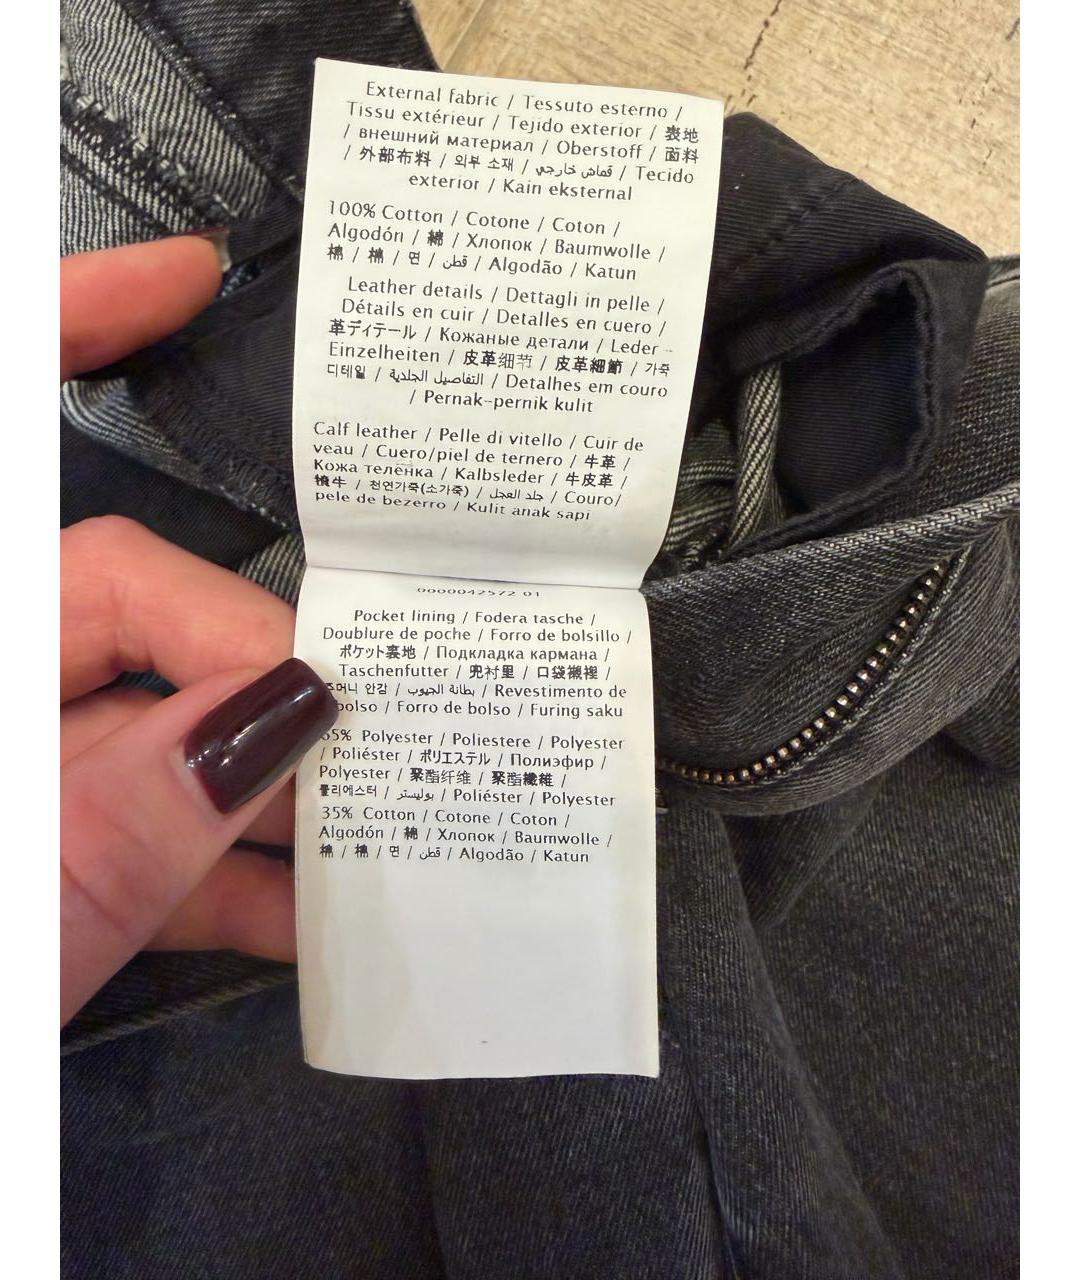 External fabric / Tessuto esterno /
Tissu extérieur / Tejido exterior / 表地
/ внешний материал / Oberstoff / 面料
/ 外部布料 / 외부 소재 / قماش خارجي / Tecido
exterior / Kain eksternal
100% Cotton / Cotone / Coton /
Algodón / 綿 / Хлопок / Baumwolle /
棉 / 棉 / 면 / قطن / Algodão / Katun
Leather details / Dettagli in pelle /
Détails en cuir / Detalles en cuero /
革ディテール / Кожаные детали / Leder -
Einzelheiten / 皮革细节 / 皮革細節 / 가죽
디테일 / التفاصيل الجلدية / Detalhes em couro
/ Pernak-pernik kulit
Calf leather / Pelle di vitello / Cuir de
veau / Cuero/piel de ternero / 牛革 /
Кожа телёнка / Kalbsleder / 牛皮革 /
犢牛 / 천연가죽(소가죽) / جلد العجل / Couro/
pele de bezerro / Kulit anak sapi
0000042572 01
Pocket lining / Fodera tasche /
Doublure de poche / Forro de bolsillo /
ポケット裏地 / Подкладка кармана /
Taschenfutter / 兜衬里 / 口袋襯裡 /
주머니 안감 / بطانة الجيوب / Revestimento de
bolso / Forro de bolso / Furing saku
65% Polyester / Poliestere / Polyester
/ Poliéster / ポリエステル / Полиэфир /
Polyester / 聚酯纤维 / 聚酯纖維 /
폴리에스터 / بوليستر / Poliéster / Polyester
35% Cotton / Cotone / Coton /
Algodón / 綿 / Хлопок / Baumwolle /
棉 / 棉 / 면 / قطن / Algodão / Katun